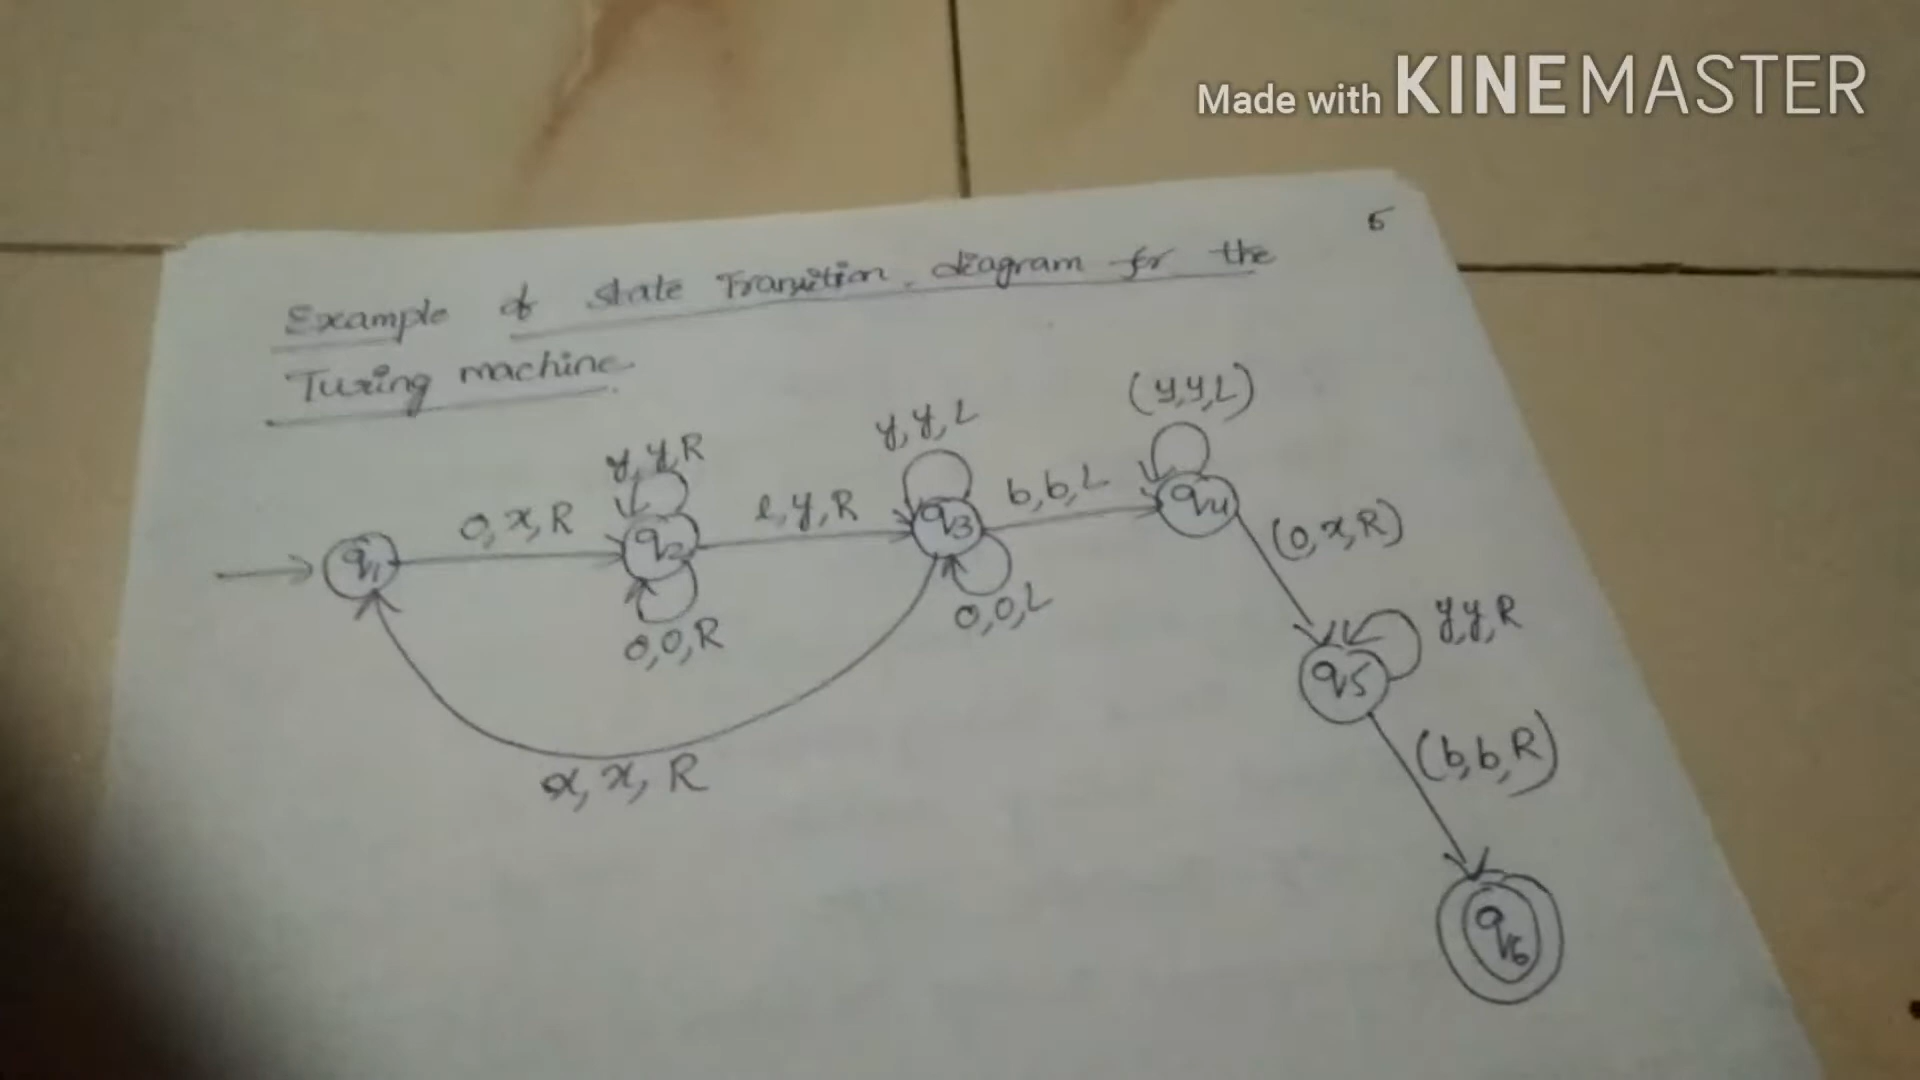 Made with KINEMASTER
5
Example of state Transition diagram for the
Turing machine.
y, y, R
y, y, L
(y, y, L)
0, x, R
y, R
b, b, L
q1
q2
q3
q4
(0, x, R)
0, 0, R
0, 0, L
y, y, R
q5
x, x, R
(b, b, R)
q6